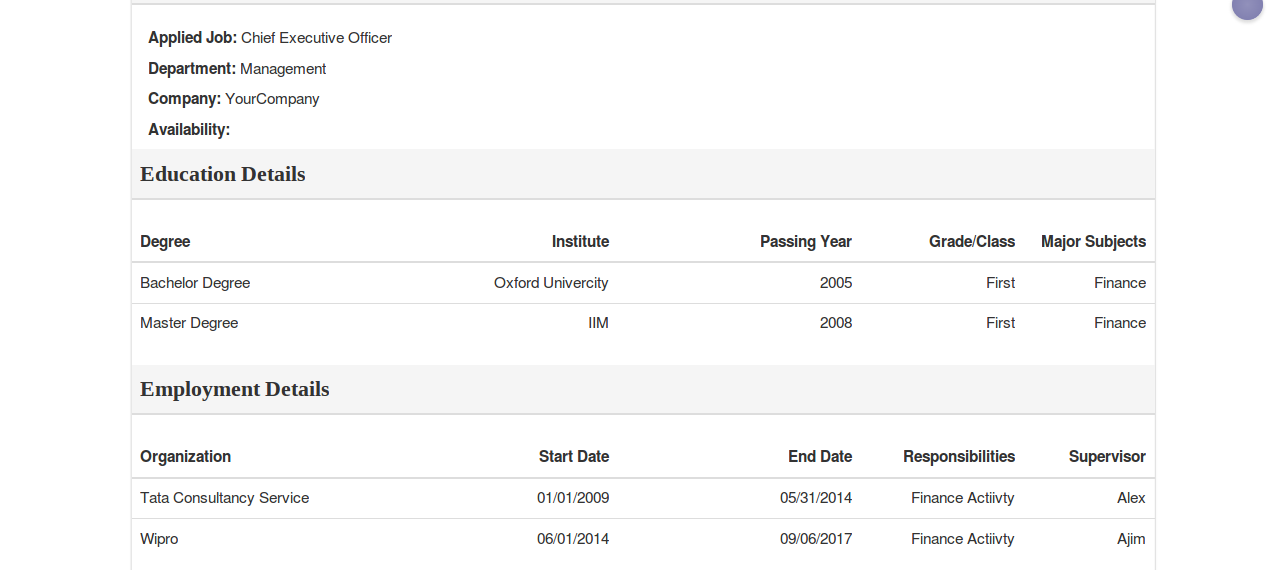 Applied Job: Chief Executive Officer
Department: Management
Company: YourCompany
Availability:
Education Details
Degree Institute Passing Year Grade/Class Major Subjects
Bachelor Degree Oxford Univercity 2005 First Finance
Master Degree IIM 2008 First Finance
Employment Details
Organization Start Date End Date Responsibilities Supervisor
Tata Consultancy Service 01/01/2009 05/31/2014 Finance Actiivty Alex
Wipro 06/01/2014 09/06/2017 Finance Actiivty Ajim